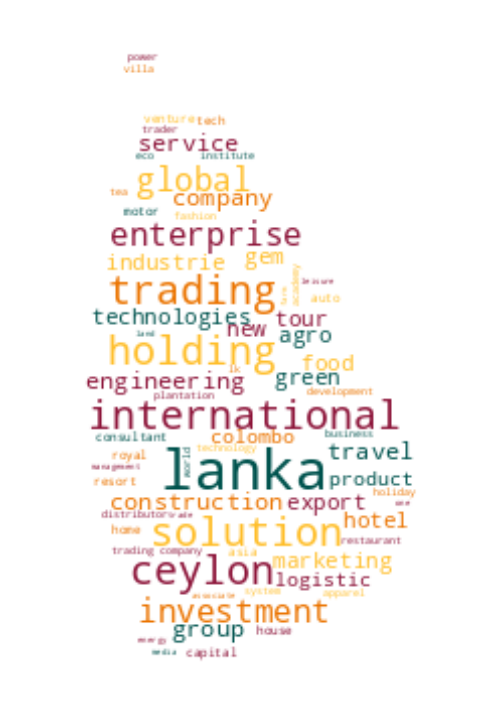 power
villa
venture tech
trader
service
eco institute
global
tea company
motor fashion
enterprise
industrie gem
academy
leisure
trading auto
technologies new tour
land agro
holding food
lk
engineering green
plantation development
international
consultant colombo business
royal technology travel
management world
lanka
resort product
holiday
construction export
distributor trade
home solution hotel
restaurant
trading company asia marketing
ceylon logistic
associate system apparel
investment
group house
energy
media capital